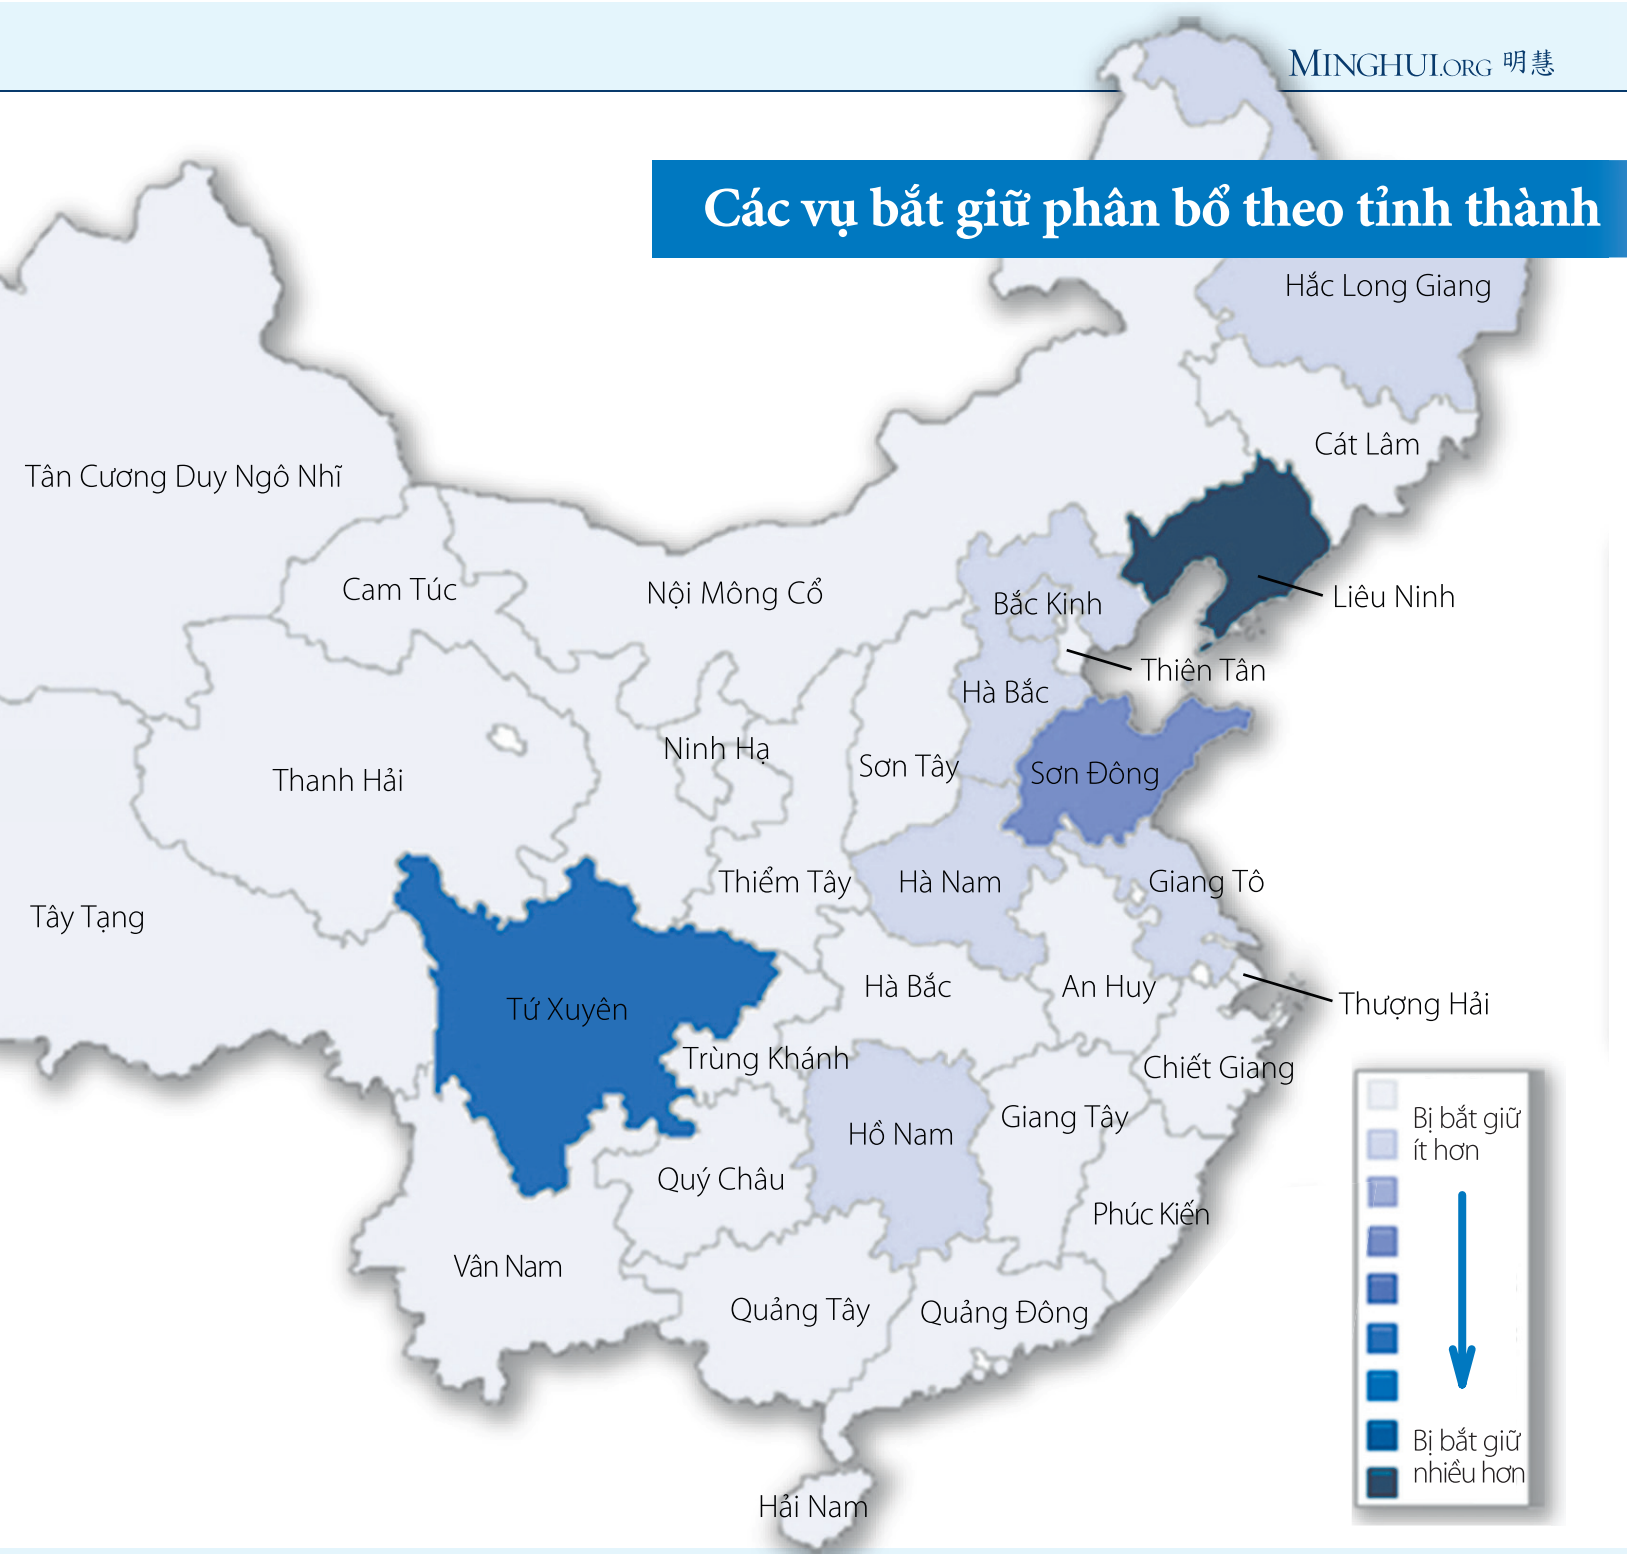 MINGHUI.ORG 明慧
Các vụ bắt giữ phân bổ theo tỉnh thành
Hắc Long Giang
Cát Lâm
Tân Cương Duy Ngô Nhĩ
Cam Túc
Nội Mông Cổ
Bắc Kinh
Liêu Ninh
Thiên Tân
Hà Bắc
Ninh Hạ
Sơn Tây
Sơn Đông
Thanh Hải
Thiểm Tây
Hà Nam
Giang Tô
Tây Tạng
Hà Bắc
An Huy
Thượng Hải
Tứ Xuyên
Trùng Khánh
Chiết Giang
Giang Tây
Hồ Nam
Quý Châu
Phúc Kiến
Vân Nam
Quảng Tây
Quảng Đông
Hải Nam
Bị bắt giữ
ít hơn
Bị bắt giữ
nhiều hơn